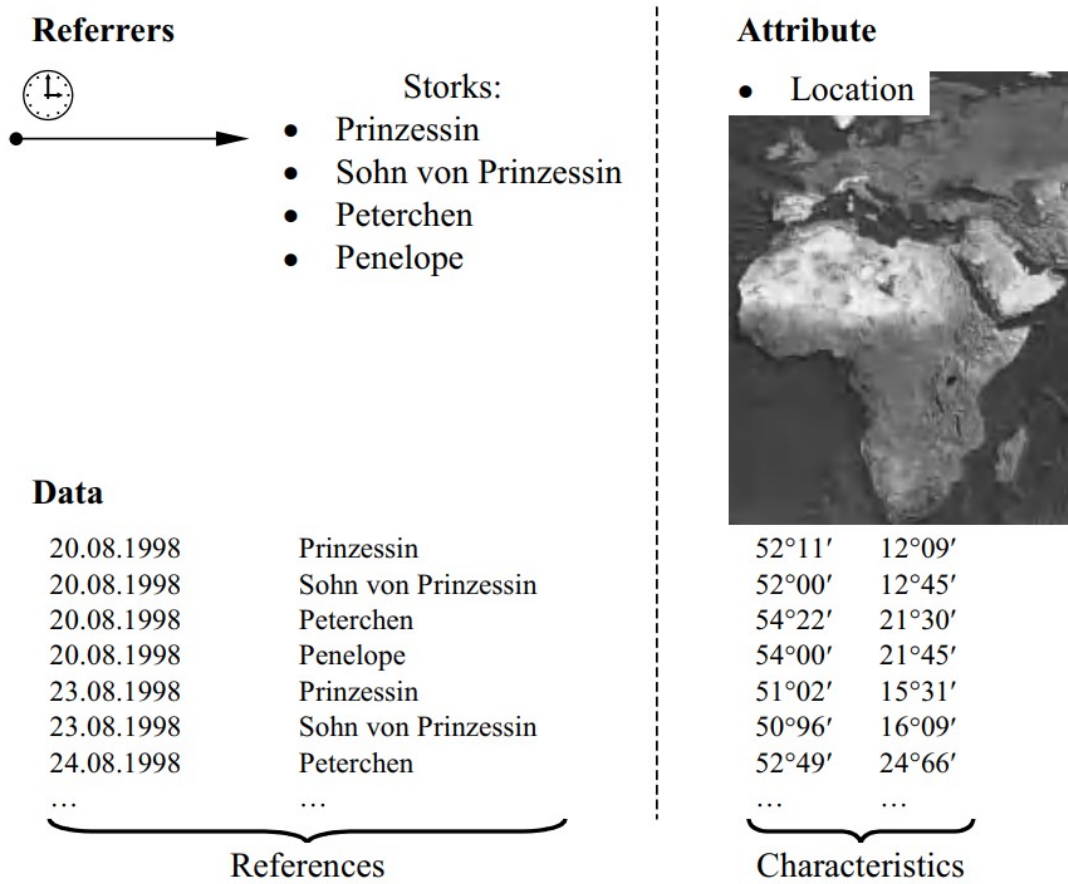 Referrers
Storks:
• Prinzessin
• Sohn von Prinzessin
• Peterchen
• Penelope
Attribute
• Location
Data
20.08.1998 Prinzessin 52°11′ 12°09′
20.08.1998 Sohn von Prinzessin 52°00′ 12°45′
20.08.1998 Peterchen 54°22′ 21°30′
20.08.1998 Penelope 54°00′ 21°45′
23.08.1998 Prinzessin 51°02′ 15°31′
23.08.1998 Sohn von Prinzessin 50°96′ 16°09′
24.08.1998 Peterchen 52°49′ 24°66′
… … … …
References Characteristics